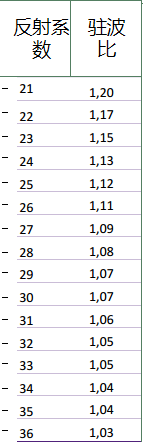 反射系数 驻波比
- 21 1,20
- 22 1,17
- 23 1,15
- 24 1,13
- 25 1,12
- 26 1,11
- 27 1,09
- 28 1,08
- 29 1,07
- 30 1,07
- 31 1,06
- 32 1,05
- 33 1,05
- 34 1,04
- 35 1,04
- 36 1,03